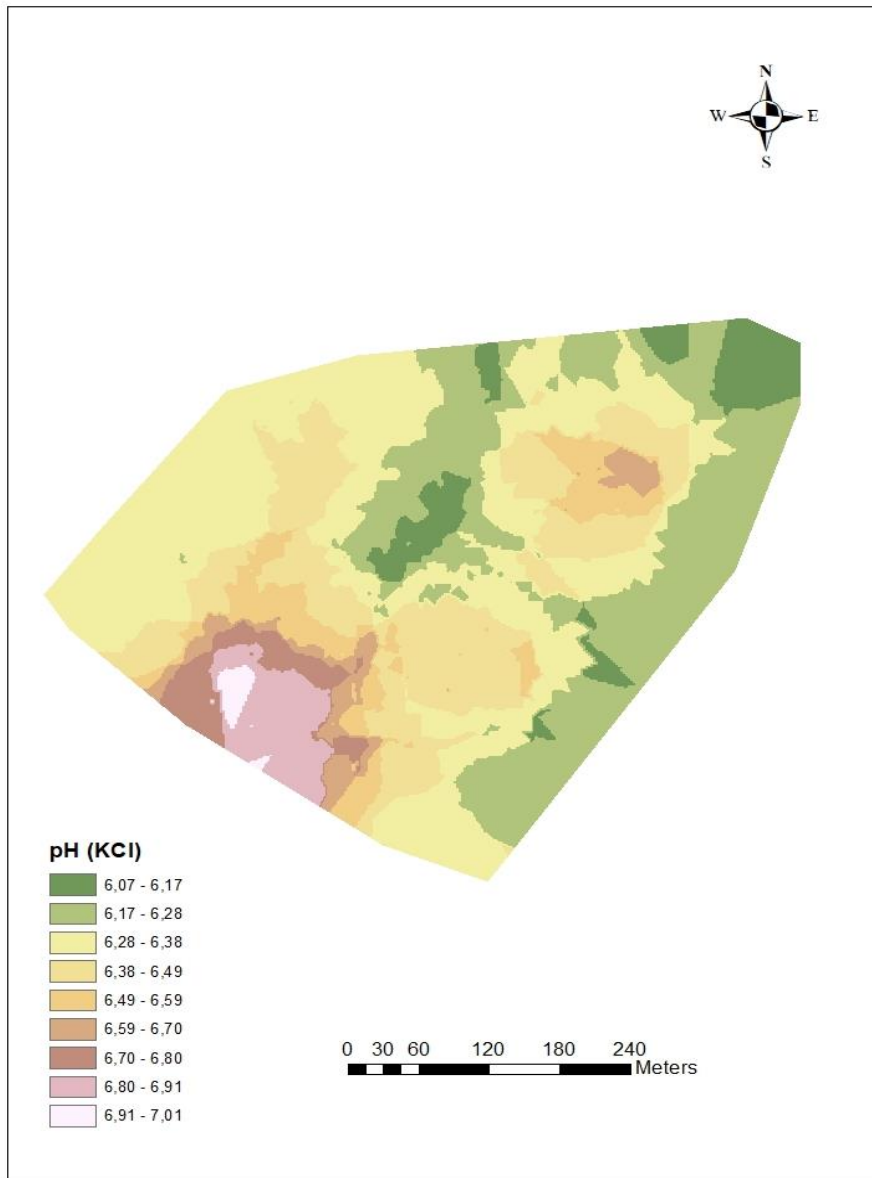 N
W E
S
pH (KCl)
6,07 - 6,17
6,17 - 6,28
6,28 - 6,38
6,38 - 6,49
6,49 - 6,59
6,59 - 6,70
6,70 - 6,80
6,80 - 6,91
6,91 - 7,01
0 30 60 120 180 240
Meters